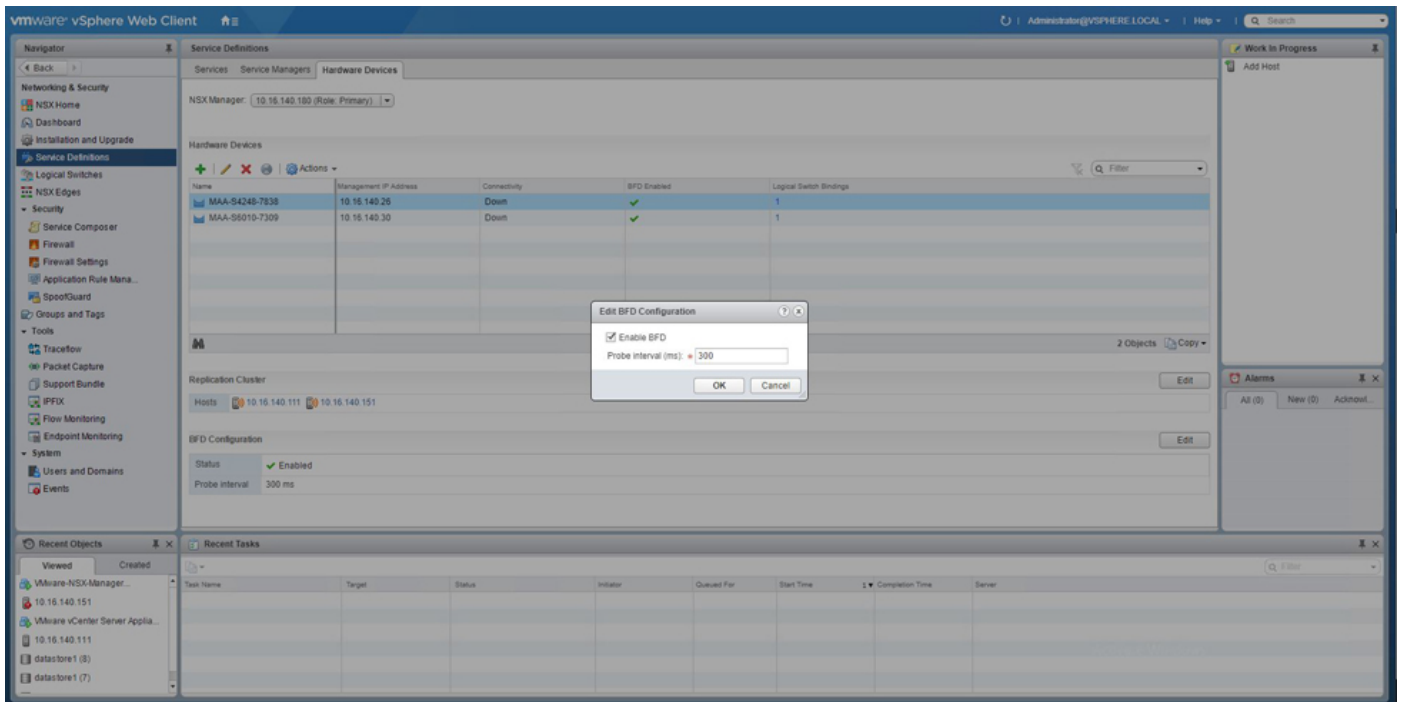 vmware® vSphere Web Client
Administrator@VSPHERE.LOCAL
Help
Search
Navigator
Back
Networking & Security
NSX Home
Dashboard
Installation and Upgrade
Service Definitions
Logical Switches
NSX Edges
Security
Service Composer
Firewall
Firewall Settings
Application Rule Mana...
SpoofGuard
Groups and Tags
Tools
Traceflow
Packet Capture
Support Bundle
IPFIX
Flow Monitoring
Endpoint Monitoring
System
Users and Domains
Events
Service Definitions
Services Service Managers Hardware Devices
NSX Manager: 10.16.140.180 (Role: Primary)
Hardware Devices
Actions
Filter
Name Management IP Address Connectivity BFD Enabled Logical Switch Bindings
MAA-S4248-7838 10.16.140.26 Down 1
MAA-S6010-7309 10.16.140.30 Down 1
2 Objects Copy
Edit BFD Configuration
Enable BFD
Probe interval (ms): * 300
OK Cancel
Replication Cluster Edit
Hosts 10.16.140.111 10.16.140.151
BFD Configuration Edit
Status Enabled
Probe interval 300 ms
Work In Progress
Add Host
Alarms
All (0) New (0) Acknowl...
Recent Objects
Viewed Created
VMware-NSX-Manager...
10.16.140.151
VMware vCenter Server Applia...
10.16.140.111
datastore1 (8)
datastore1 (7)
Recent Tasks
Filter
Task Name Target Status Initiator Queued For Start Time 1 Completion Time Server